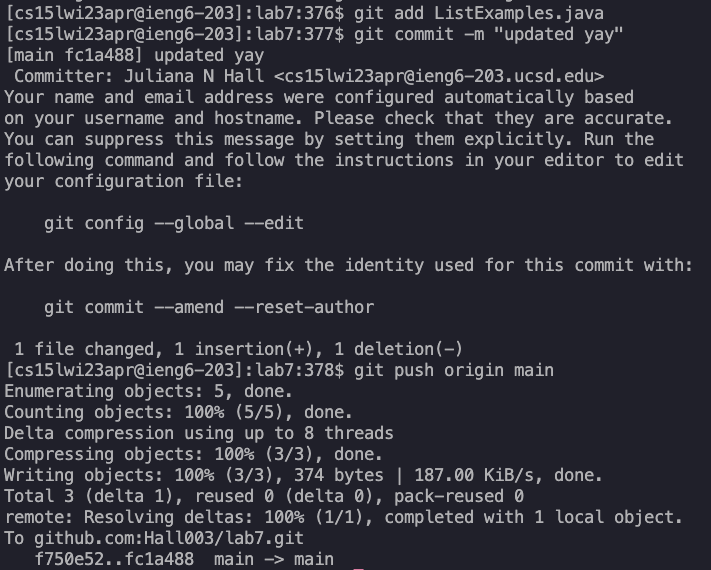 [cs15lwi23apr@ieng6-203]:lab7:376$ git add ListExamples.java
[cs15lwi23apr@ieng6-203]:lab7:377$ git commit -m "updated yay"
[main fc1a488] updated yay
 Committer: Juliana N Hall <cs15lwi23apr@ieng6-203.ucsd.edu>
Your name and email address were configured automatically based
on your username and hostname. Please check that they are accurate.
You can suppress this message by setting them explicitly. Run the
following command and follow the instructions in your editor to edit
your configuration file:

    git config --global --edit

After doing this, you may fix the identity used for this commit with:

    git commit --amend --reset-author

 1 file changed, 1 insertion(+), 1 deletion(-)
[cs15lwi23apr@ieng6-203]:lab7:378$ git push origin main
Enumerating objects: 5, done.
Counting objects: 100% (5/5), done.
Delta compression using up to 8 threads
Compressing objects: 100% (3/3), done.
Writing objects: 100% (3/3), 374 bytes | 187.00 KiB/s, done.
Total 3 (delta 1), reused 0 (delta 0), pack-reused 0
remote: Resolving deltas: 100% (1/1), completed with 1 local object.
To github.com:Hall003/lab7.git
   f750e52..fc1a488  main -> main